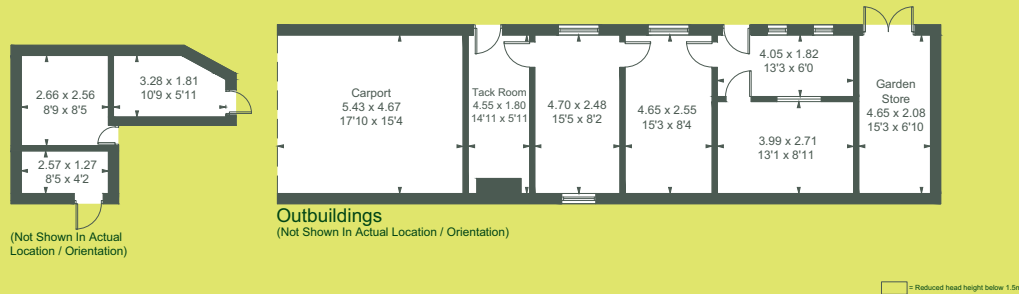 2.66 x 2.56
8'9 x 8'5
3.28 x 1.81
10'9 x 5'11
2.57 x 1.27
8'5 x 4'2
(Not Shown In Actual
Location / Orientation)
Carport
5.43 x 4.67
17'10 x 15'4
Tack Room
4.55 x 1.80
14'11 x 5'11
4.70 x 2.48
15'5 x 8'2
4.65 x 2.55
15'3 x 8'4
4.05 x 1.82
13'3 x 6'0
3.99 x 2.71
13'1 x 8'11
Garden
Store
4.65 x 2.08
15'3 x 6'10
Outbuildings
(Not Shown In Actual Location / Orientation)
= Reduced head height below 1.5m